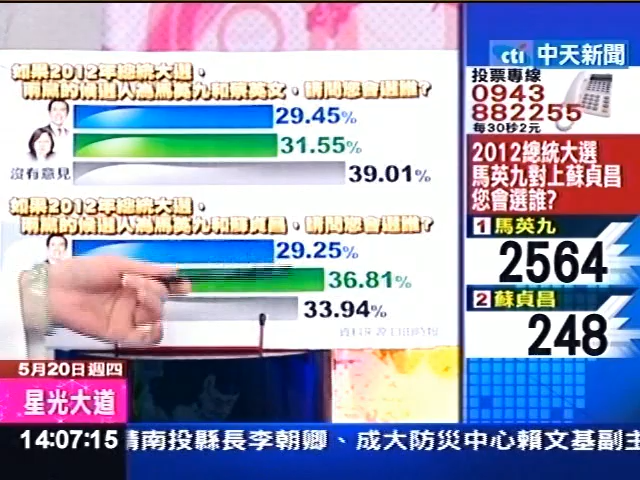 如果2012年總統大選，
兩黨的候選人為馬英九和蔡英文，請問您會選誰？
29.45%
31.55%
沒有意見
39.01%
如果2012年總統大選，
兩黨的候選人為馬英九和蘇貞昌，請問您會選誰？
29.25%
36.81%
33.94%
cti 中天新聞
投票專線
0943
882255
每30秒2元
2012總統大選
馬英九對上蘇貞昌
您會選誰?
1 馬英九
2564
2 蘇貞昌
248
5月20日週四
星光大道
14:07:15
請南投縣長李朝卿、成大防災中心賴文基副主